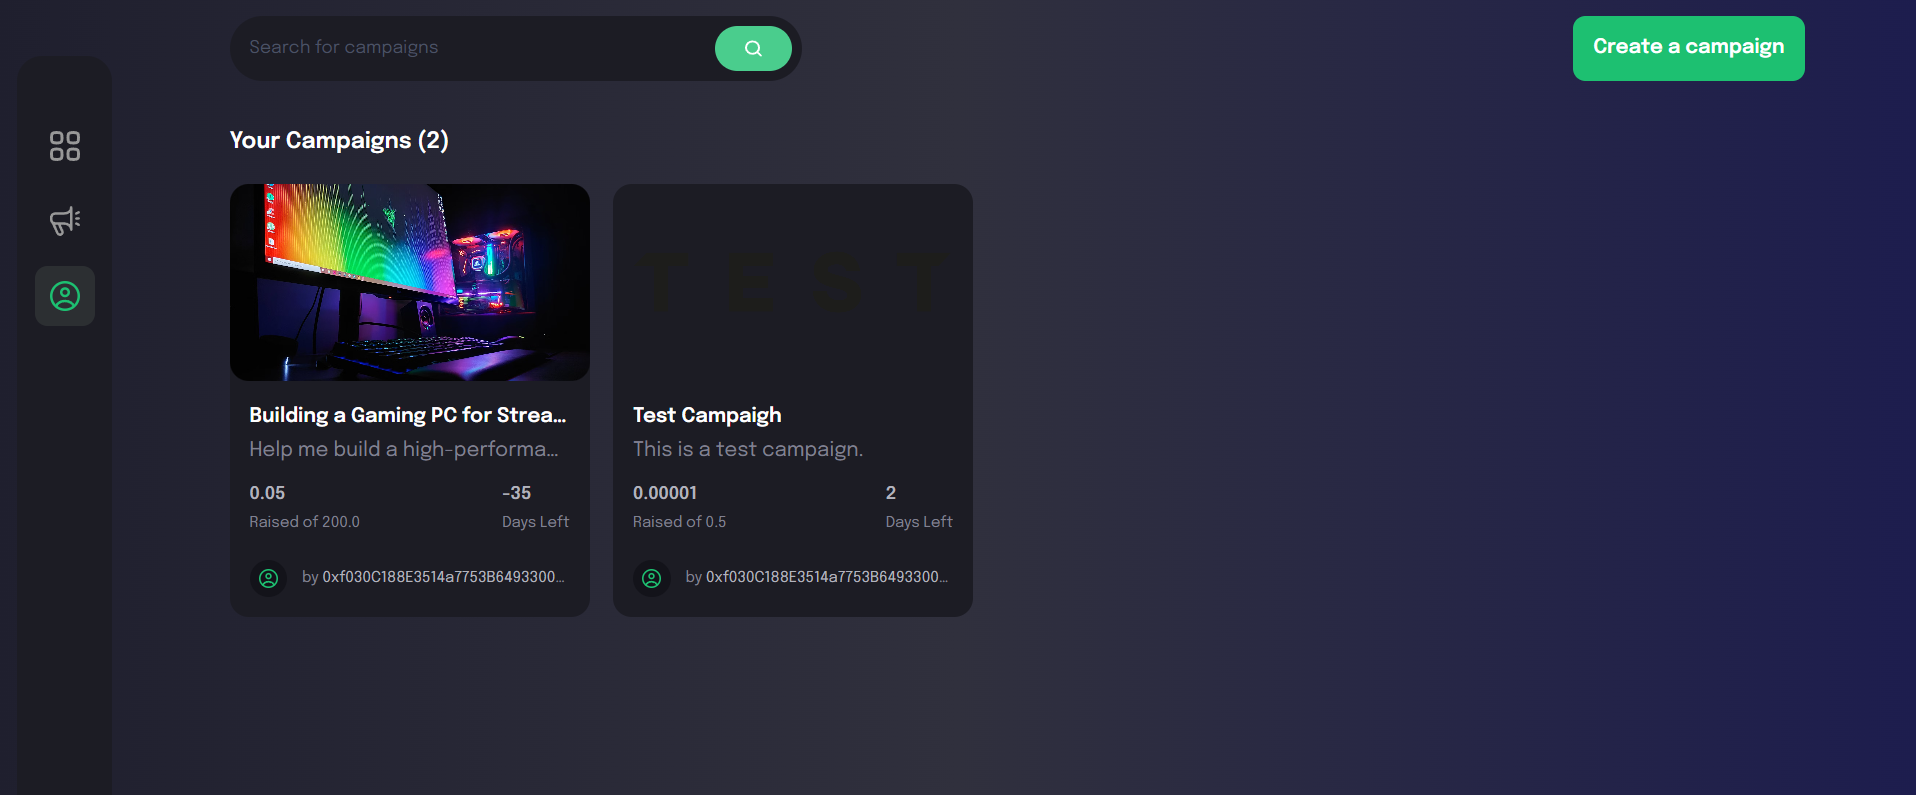 Search for campaigns
Create a campaign
Your Campaigns (2)
TEST
Building a Gaming PC for Strea...
Help me build a high-performa...
0.05
-35
Raised of 200.0
Days Left
by 0xf030C188E3514a7753B6493300...
Test Campaigh
This is a test campaign.
0.00001
2
Raised of 0.5
Days Left
by 0xf030C188E3514a7753B6493300...